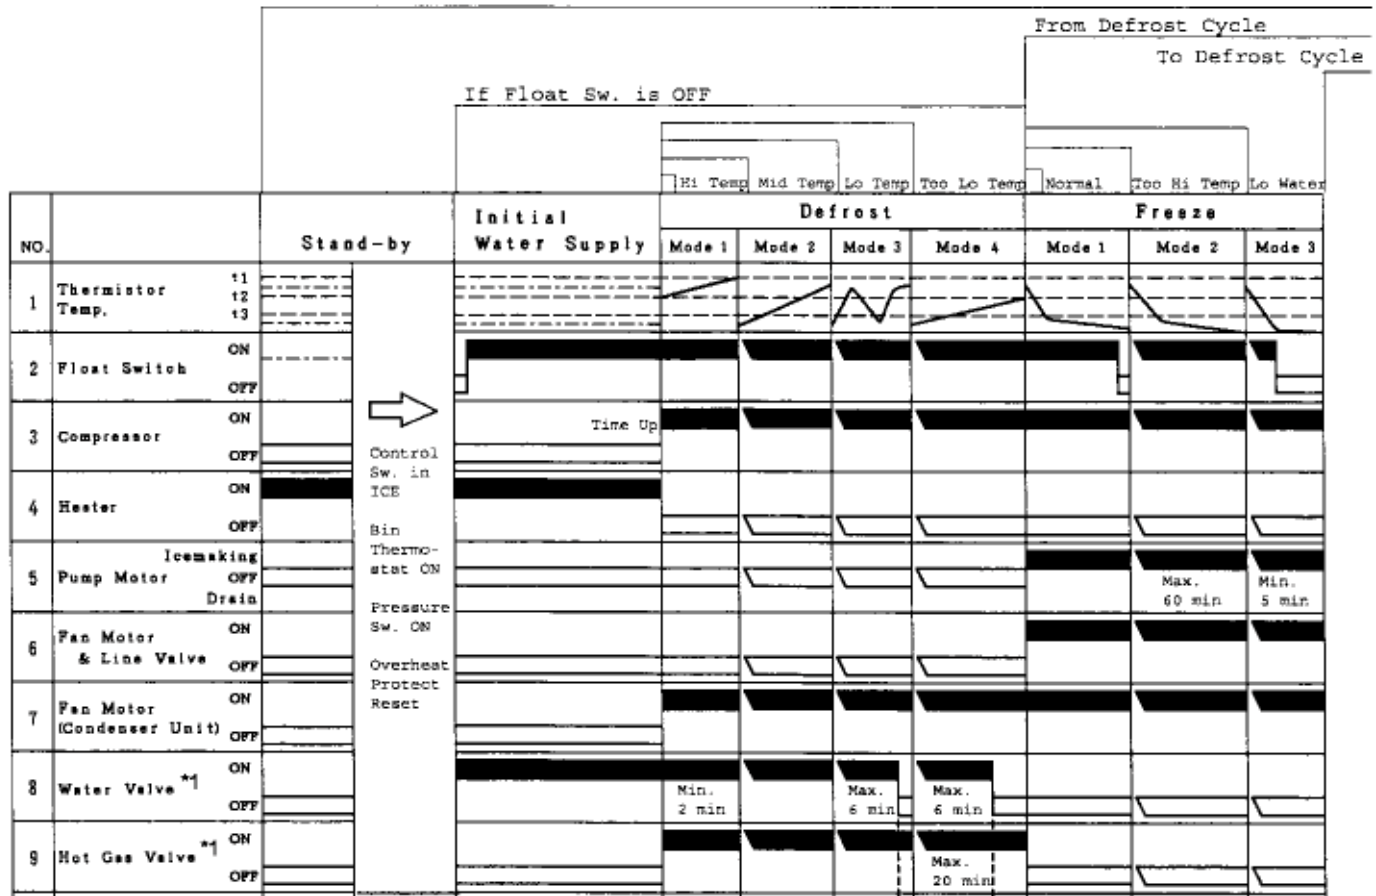 From Defrost Cycle
To Defrost Cycle
If Float Sw. is OFF
Hi Temp Mid Temp Lo Temp Too Lo Temp Normal Too Hi Temp Lo Water
Defrost Freeze
NO. Stand-by Initial
Water Supply
Mode 1 Mode 2 Mode 3 Mode 4 Mode 1 Mode 2 Mode 3
1 Thermistor
Temp.
t1
t2
t3
2 Float Switch
ON
OFF
3 Compressor
ON
OFF
Time Up
4 Heater
ON
OFF
5 Pump Motor
Icemaking
OFF
Drain
Max.
60 min
Min.
5 min
6 Fan Motor
& Line Valve
ON
OFF
7 Fan Motor
(Condenser Unit)
ON
OFF
8 Water Valve *1
ON
OFF
Min.
2 min
Max.
6 min
Max.
6 min
9 Hot Gas Valve *1
ON
OFF
Max.
20 min
Control
Sw. in
ICE
Bin
Thermo-
stat ON
Pressure
Sw. ON
Overheat
Protect
Reset